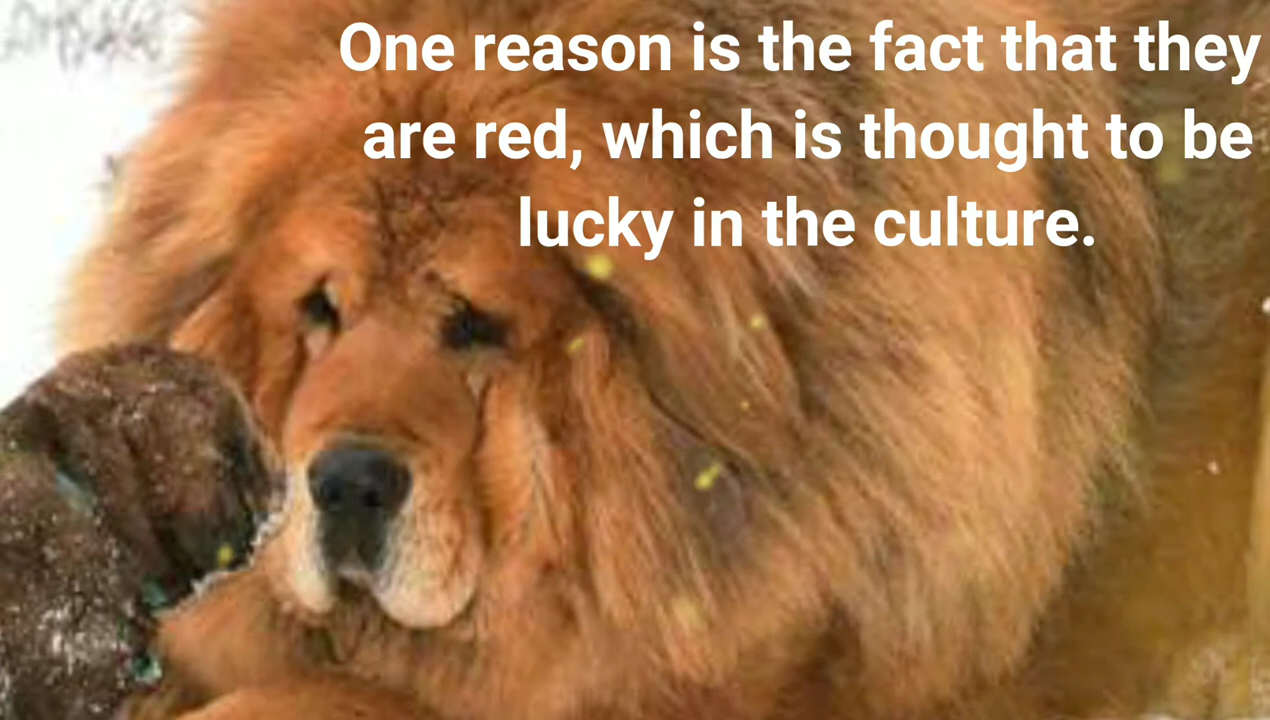 One reason is the fact that they
are red, which is thought to be
lucky in the culture.